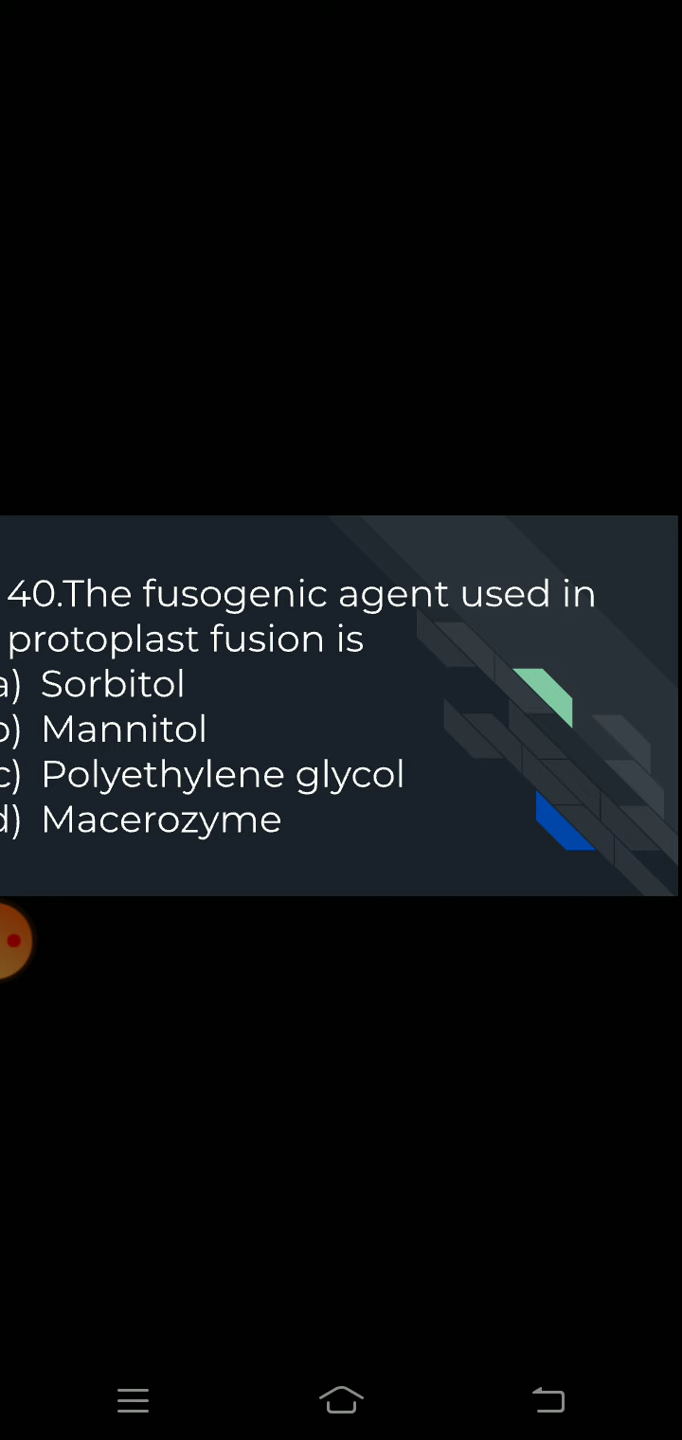 40.The fusogenic agent used in
protoplast fusion is
a) Sorbitol
b) Mannitol
c) Polyethylene glycol
d) Macerozyme